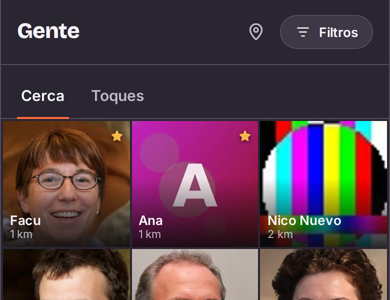 Gente
Filtros
Cerca Toques
A
Facu
1 km
Ana
1 km
Nico Nuevo
2 km